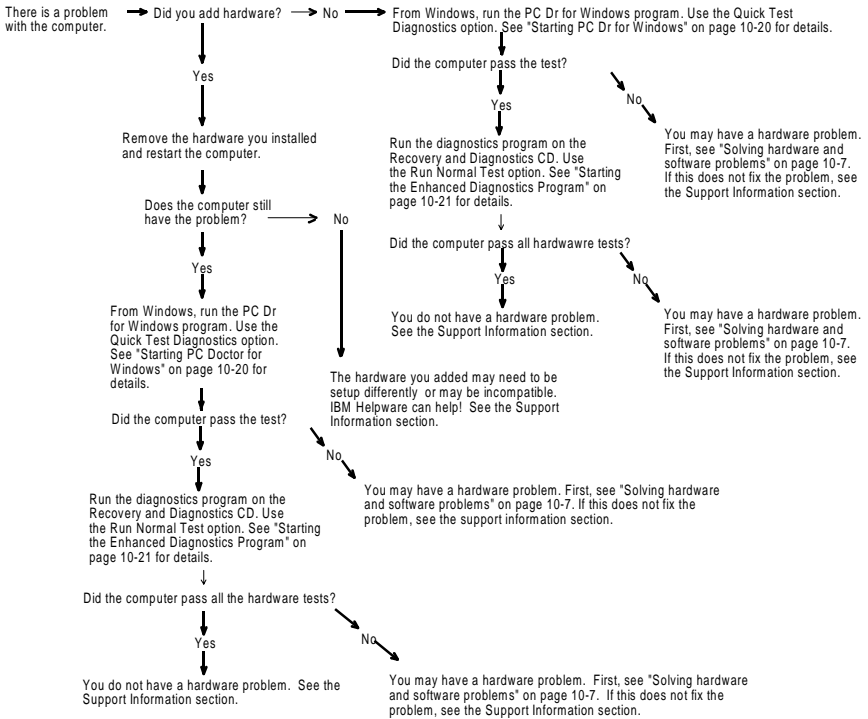 There is a problem
with the computer.
Did you add hardware?
No
From Windows, run the PC Dr for Windows program. Use the Quick Test
Diagnostics option. See "Starting PC Dr for Windows" on page 10-20 for details.
Did the computer pass the test?
No
You may have a hardware problem.
First, see "Solving hardware and
software problems" on page 10-7.
If this does not fix the problem, see
the Support Information section.
Yes
Run the diagnostics program on the
Recovery and Diagnostics CD. Use
the Run Normal Test option. See "Starting
the Enhanced Diagnostics Program" on
page 10-21 for details.
Did the computer pass all hardwawre tests?
No
You may have a hardware problem.
First, see "Solving hardware and
software problems" on page 10-7.
If this does not fix the problem, see
the Support Information section.
Yes
You do not have a hardware problem.
See the Support Information section.
Yes
Remove the hardware you installed
and restart the computer.
Does the computer still
have the problem?
No
The hardware you added may need to be
setup differently or may be incompatible.
IBM Helpware can help! See the Support
Information section.
Yes
From Windows, run the PC Dr
for Windows program. Use the
Quick Test Diagnostics option.
See "Starting PC Doctor for
Windows" on page 10-20 for
details.
Did the computer pass the test?
No
You may have a hardware problem. First, see "Solving hardware
and software problems" on page 10-7. If this does not fix the
problem, see the support information section.
Yes
Run the diagnostics program on the
Recovery and Diagnostics CD. Use
the Run Normal Test option. See "Starting
the Enhanced Diagnostics Program" on
page 10-21 for details.
Did the computer pass all the hardware tests?
No
You may have a hardware problem. First, see "Solving hardware
and software problems" on page 10-7. If this does not fix the
problem, see the Support Information section.
Yes
You do not have a hardware problem. See the
Support Information section.